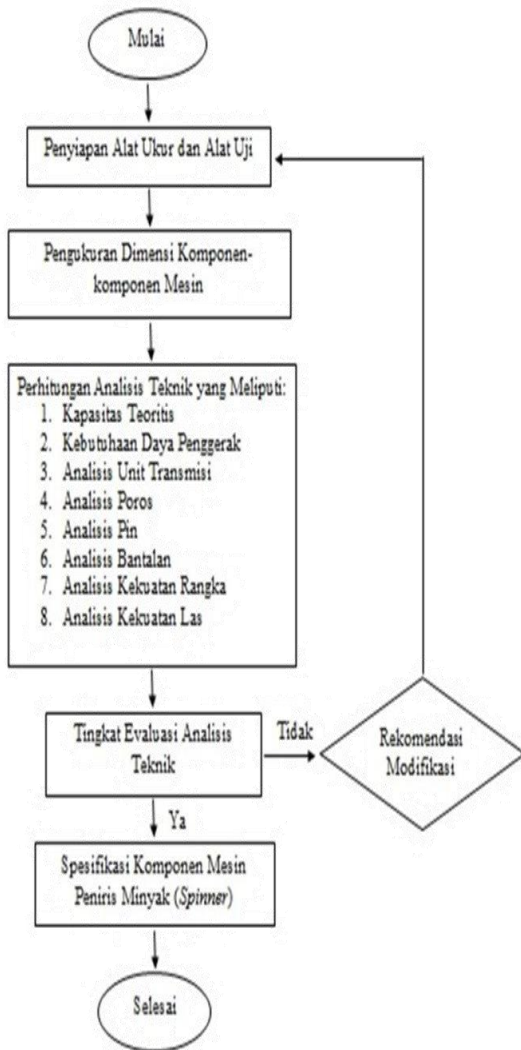 Mulai
Penyiapan Alat Ukur dan Alat Uji
Pengukuran Dimensi Komponen-
komponen Mesin
Perhitungan Analisis Teknik yang Meliputi:
1. Kapasitas Teoritis
2. Kebutuhaan Daya Penggerak
3. Analisis Unit Transmisi
4. Analisis Poros
5. Analisis Pin
6. Analisis Bantalan
7. Analisis Kekuatan Rangka
8. Analisis Kekuatan Las
Tingkat Evaluasi Analisis
Teknik
Tidak
Rekomendasi
Modifikasi
Ya
Spesifikasi Komponen Mesin
Peniris Minyak (Spinner)
Selesai